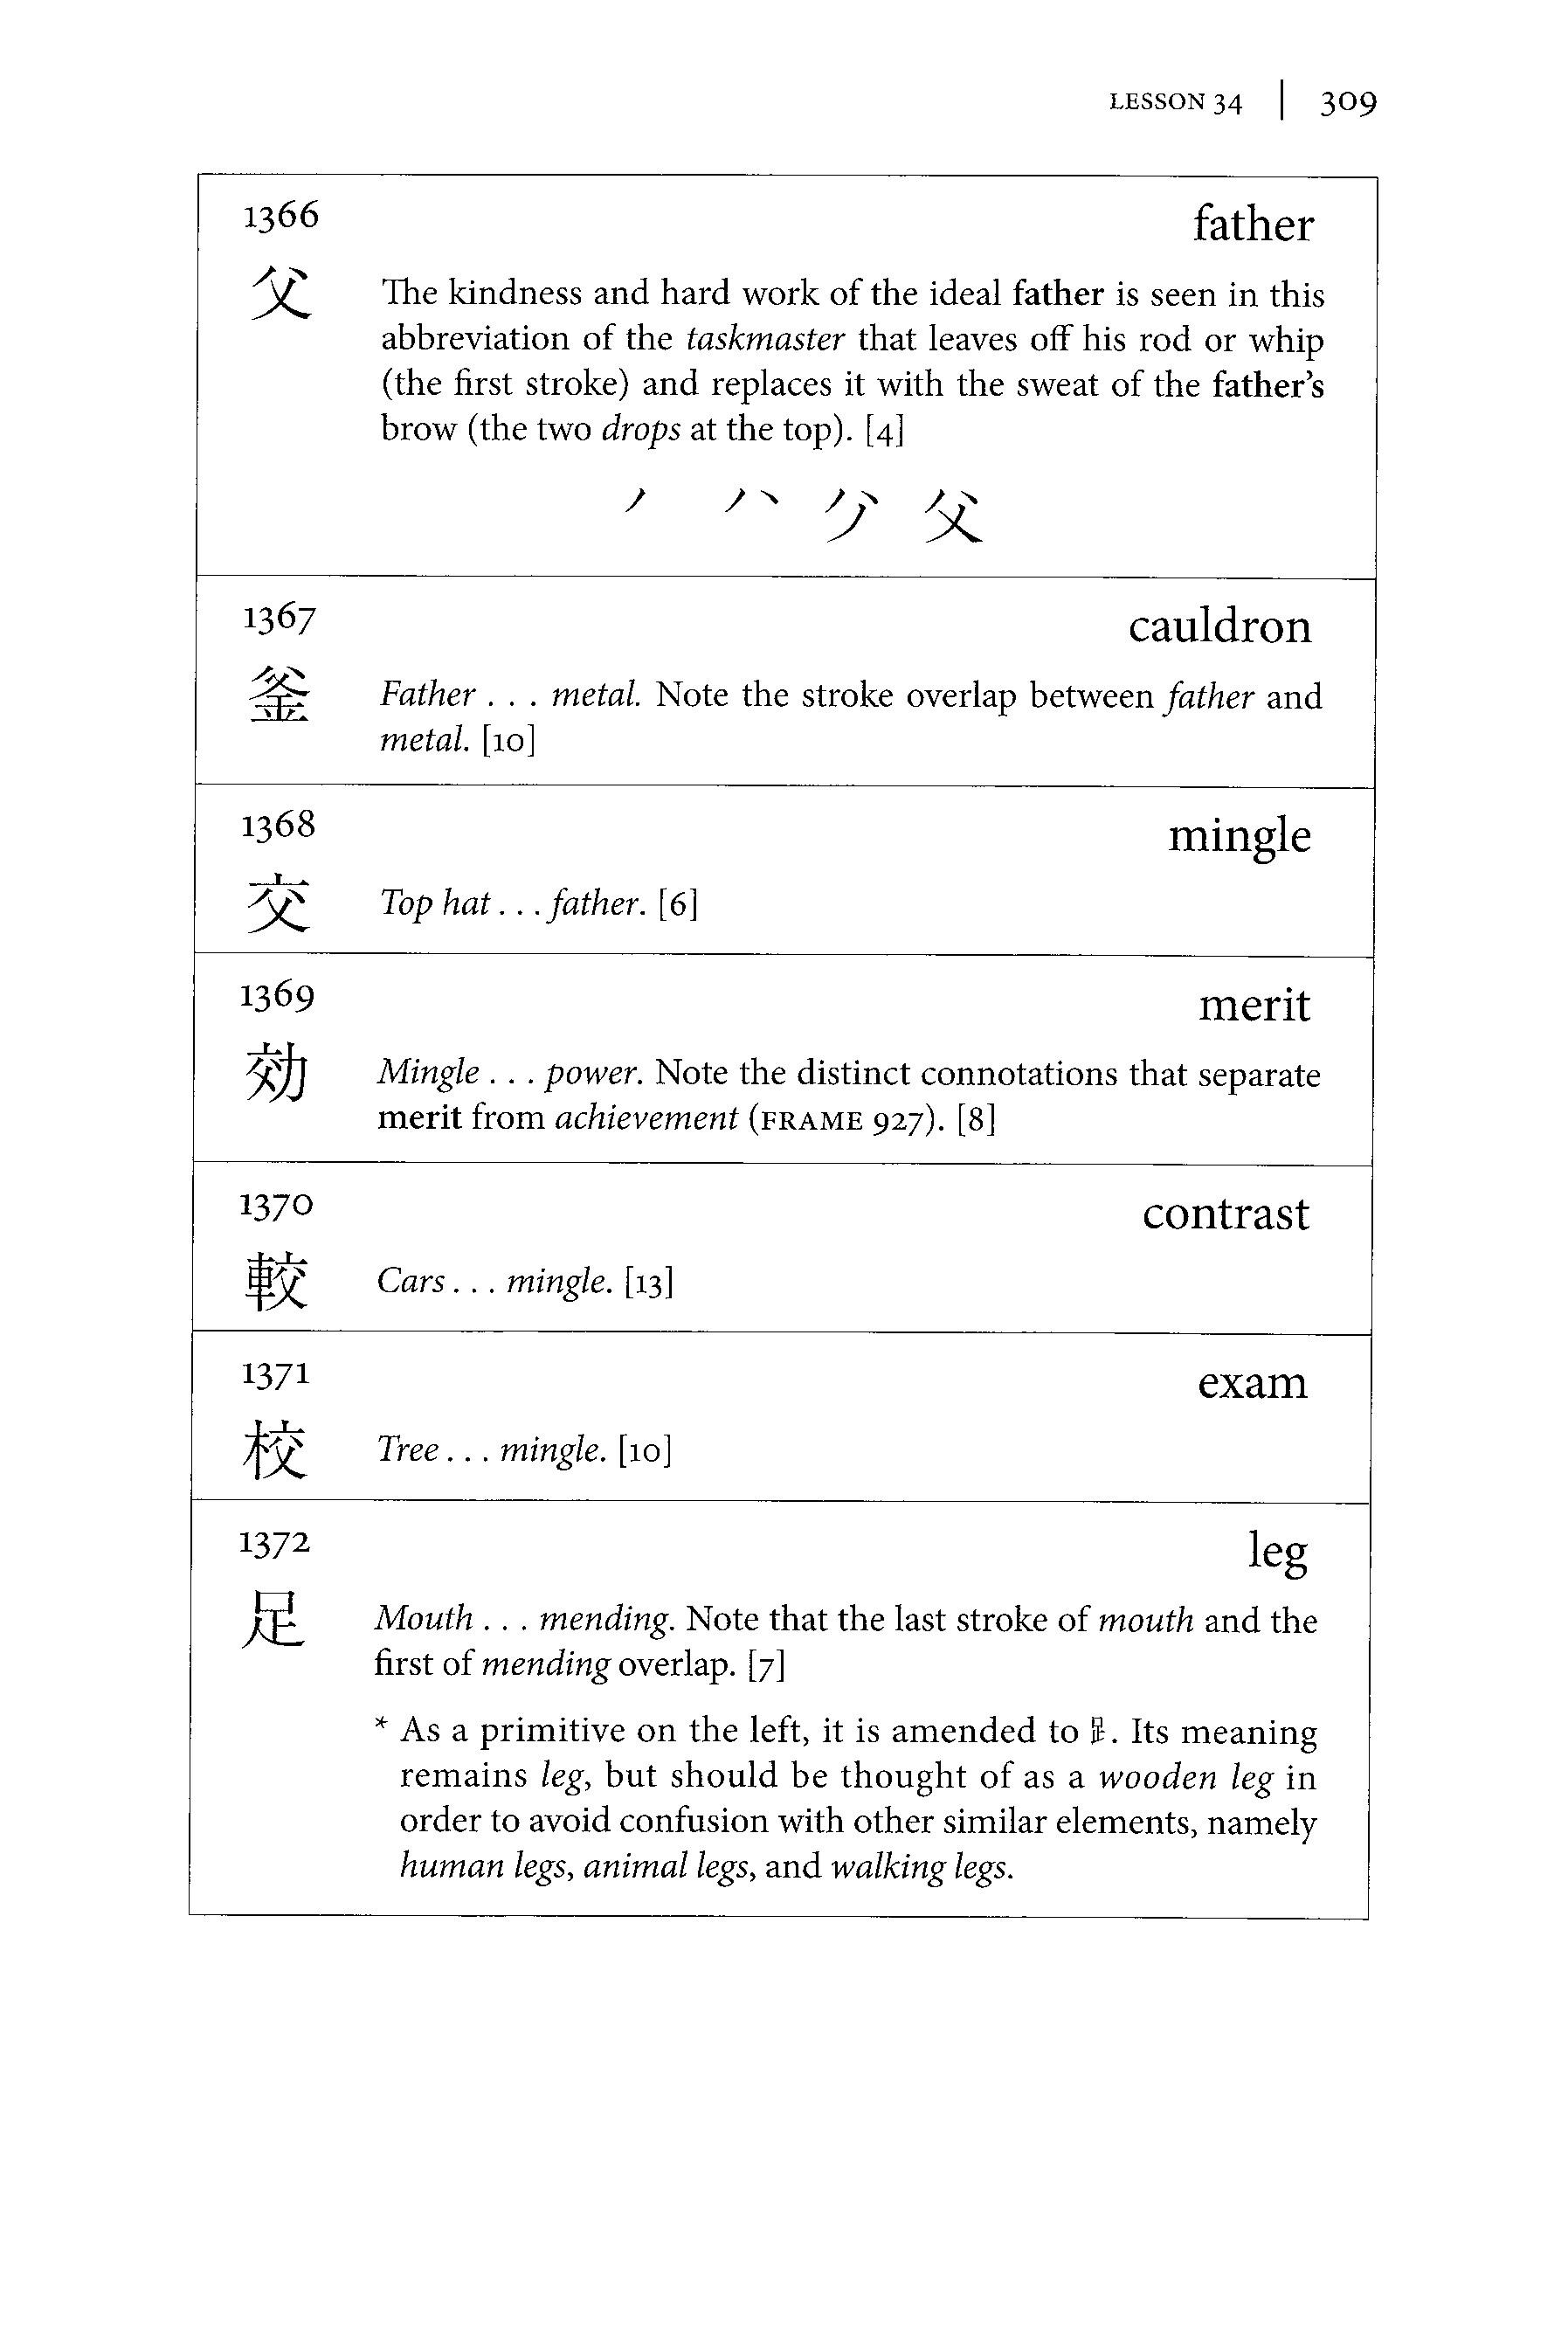 LESSON 34 | 309
1366
father
父
The kindness and hard work of the ideal father is seen in this
abbreviation of the taskmaster that leaves off his rod or whip
(the first stroke) and replaces it with the sweat of the father’s
brow (the two drops at the top). [4]
父
1367
cauldron
釜
Father . . . metal. Note the stroke overlap between father and
metal. [10]
1368
mingle
交
Top hat . . . father. [6]
1369
merit
効
Mingle . . . power. Note the distinct connotations that separate
merit from achievement (FRAME 927). [8]
1370
contrast
較
Cars . . . mingle. [13]
1371
exam
校
Tree . . . mingle. [10]
1372
leg
足
Mouth . . . mending. Note that the last stroke of mouth and the
first of mending overlap. [7]
* As a primitive on the left, it is amended to ⻊. Its meaning
remains leg, but should be thought of as a wooden leg in
order to avoid confusion with other similar elements, namely
human legs, animal legs, and walking legs.